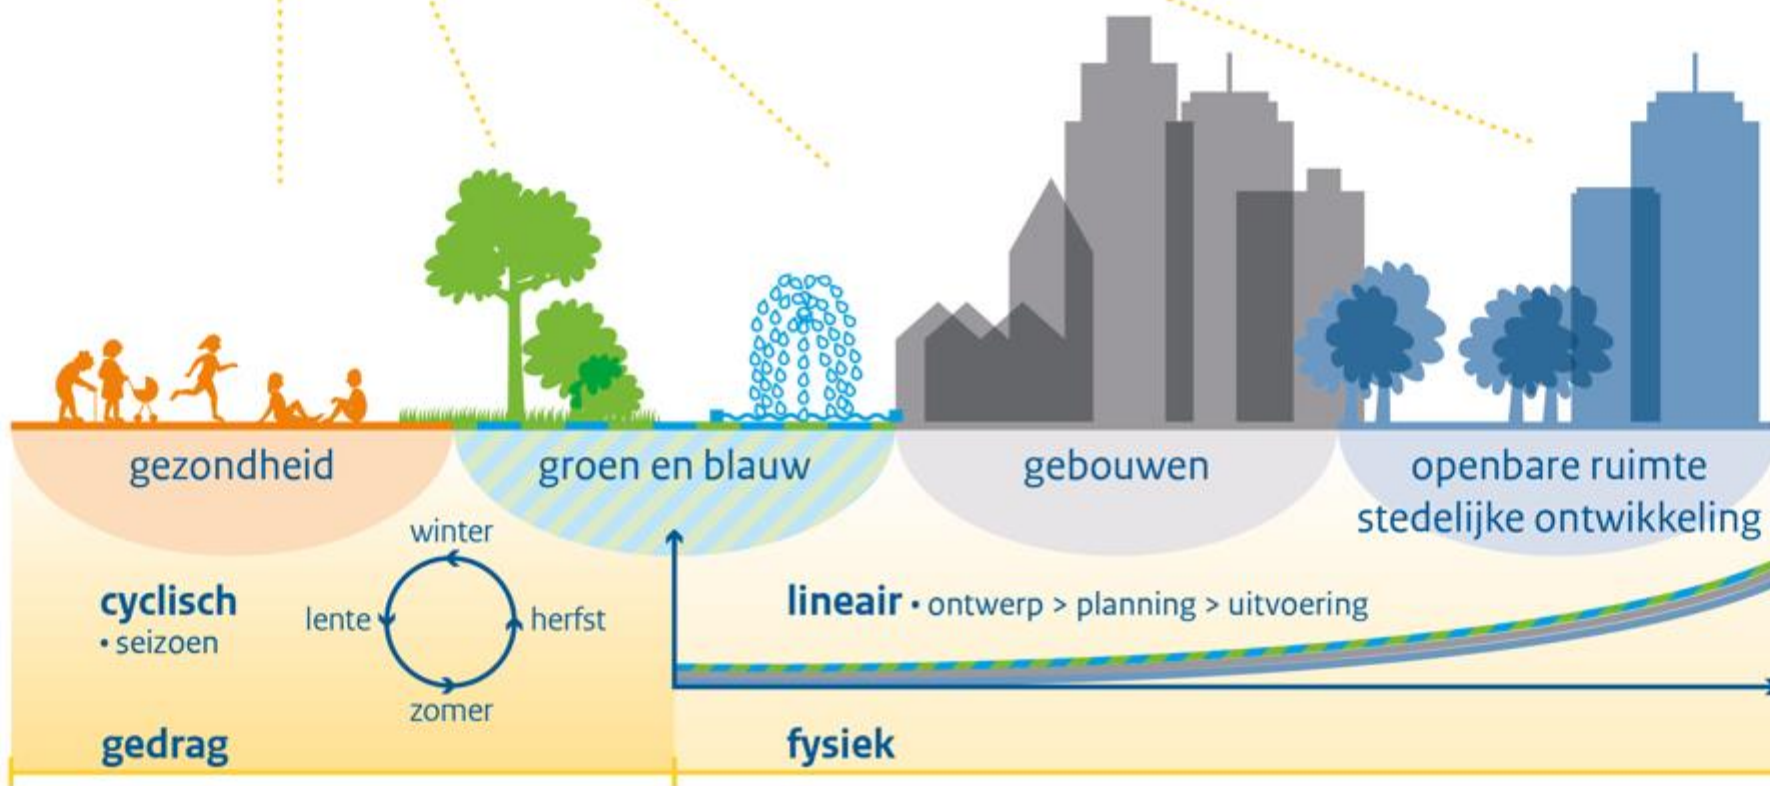 gezondheid
groen en blauw
gebouwen
openbare ruimte
stedelijke ontwikkeling
cyclisch
• seizoen
winter
lente
herfst
zomer
lineair • ontwerp > planning > uitvoering
gedrag
fysiek